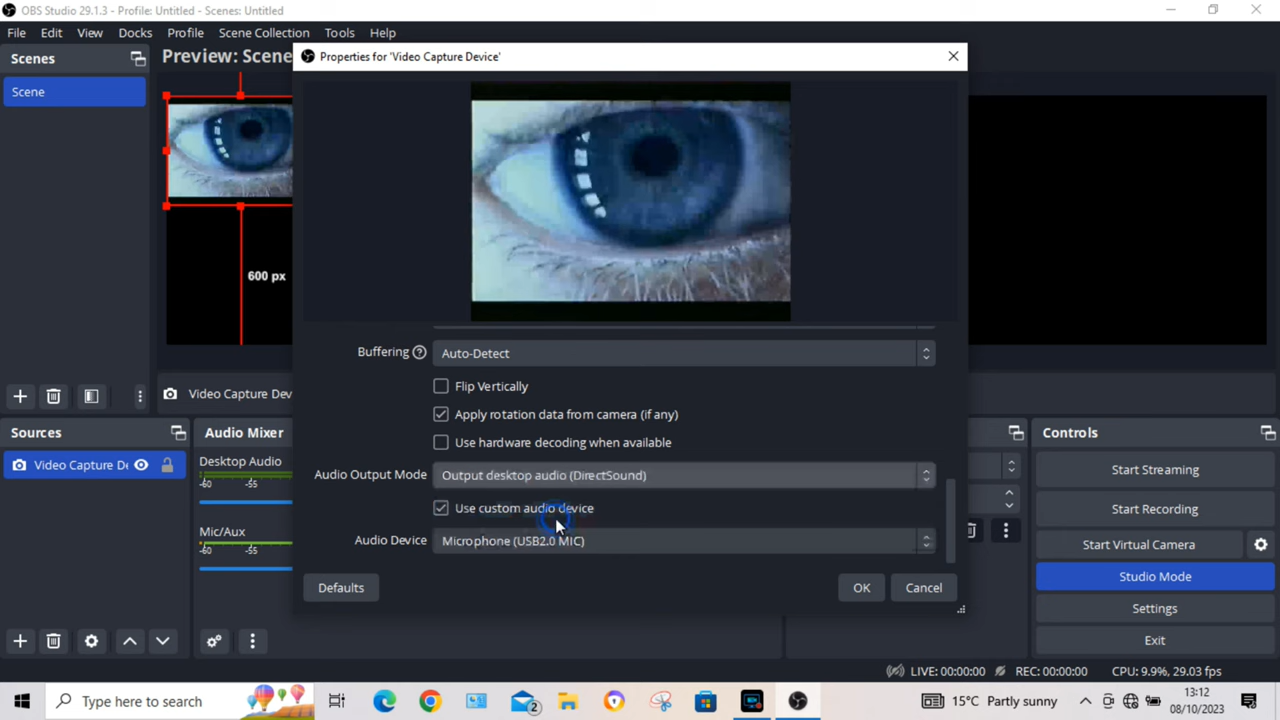 OBS Studio 29.1.3 - Profile: Untitled - Scenes: Untitled
File Edit View Docks Profile Scene Collection Tools Help
Scenes
Preview: Scene
Properties for 'Video Capture Device'
Scene
600 px
Buffering ? Auto-Detect
Flip Vertically
Video Capture Dev
Apply rotation data from camera (if any)
Sources
Audio Mixer
Use hardware decoding when available
Controls
Video Capture De
Desktop Audio
-60 -55
Audio Output Mode Output desktop audio (DirectSound)
Start Streaming
Use custom audio device
Start Recording
Mic/Aux
-60 -55
Audio Device Microphone (USB2.0 MIC)
Start Virtual Camera
Studio Mode
Defaults
OK
Cancel
Settings
Exit
LIVE: 00:00:00 REC: 00:00:00 CPU: 9.9%, 29.03 fps
Type here to search
2
15°C Partly sunny
3:12
08/10/2023